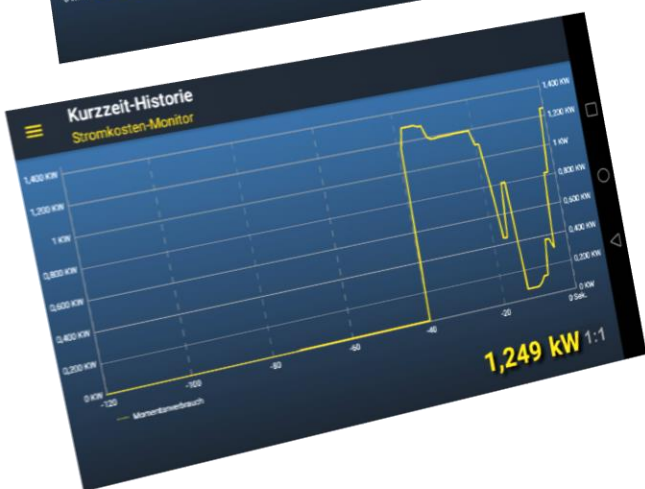 Kurzzeit-Historie
Stromkosten-Monitor
1,400 KW
1,200 KW
1 KW
0,800 KW
0,600 KW
0,400 KW
0,200 KW
0 KW
1,400 KW
1,200 KW
1 KW
0,800 KW
0,600 KW
0,400 KW
0,200 KW
0 KW
-120
-100
-80
-60
-40
-20
0 Sek.
Momentanverbrauch
1,249 kW 1:1